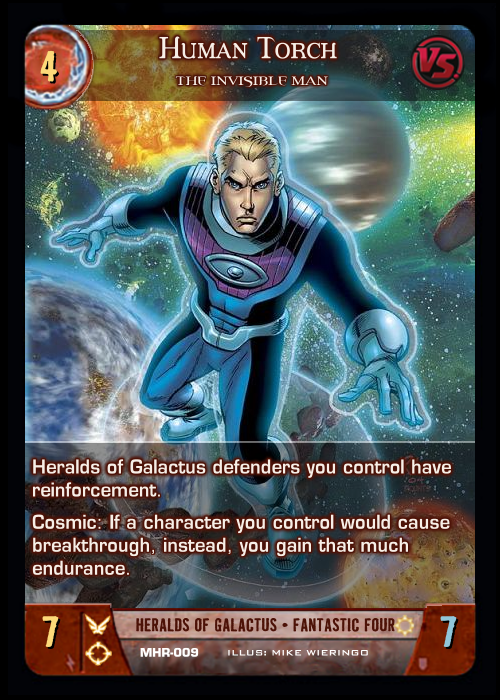 4
HUMAN TORCH
VS
THE INVISIBLE MAN
Heralds of Galactus defenders you control have
reinforcement.
Cosmic: If a character you control would cause
breakthrough, instead, you gain that much
endurance.
7
HERALDS OF GALACTUS • FANTASTIC FOUR
7
MHR-009 ILLUS: MIKE WIERINGO